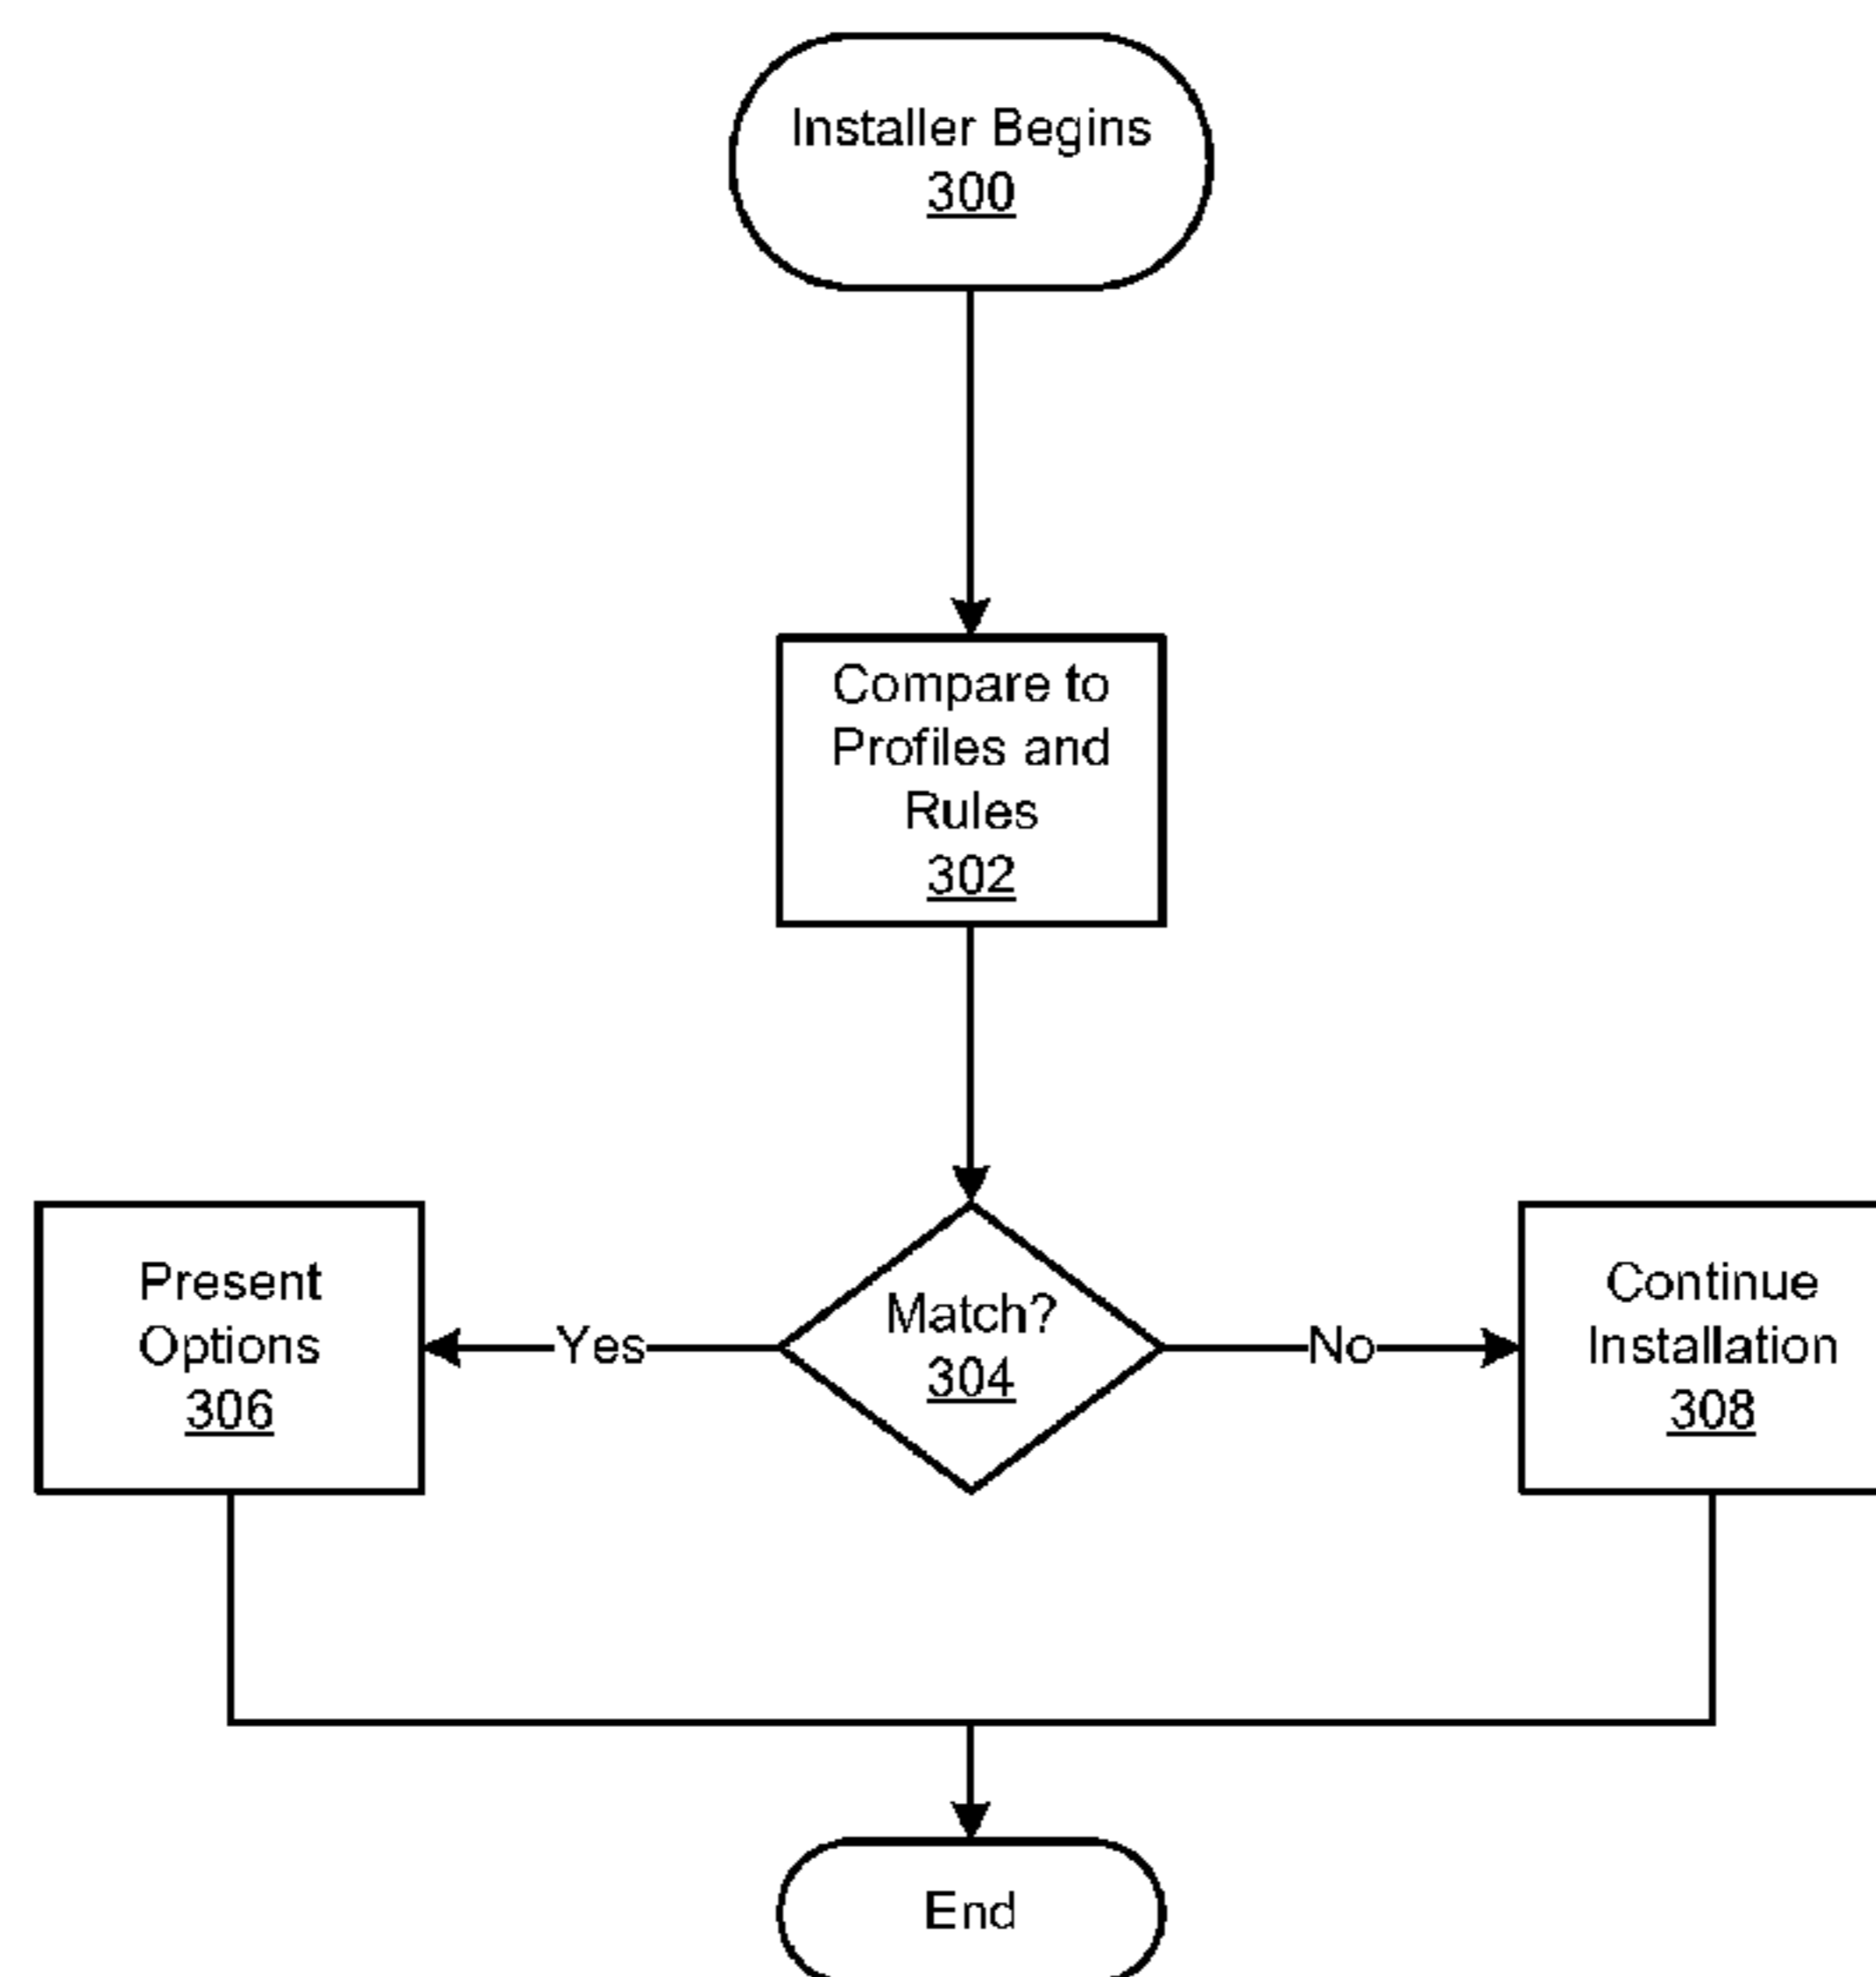 Installer Begins
300
Compare to
Profiles and
Rules
302
Present
Options
306
Yes
Match?
304
No
Continue
Installation
308
End